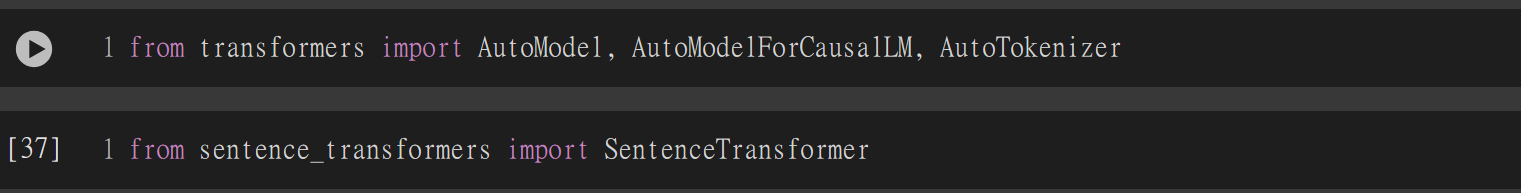 1 from transformers import AutoModel, AutoModelForCausalLM, AutoTokenizer
[37] 1 from sentence_transformers import SentenceTransformer